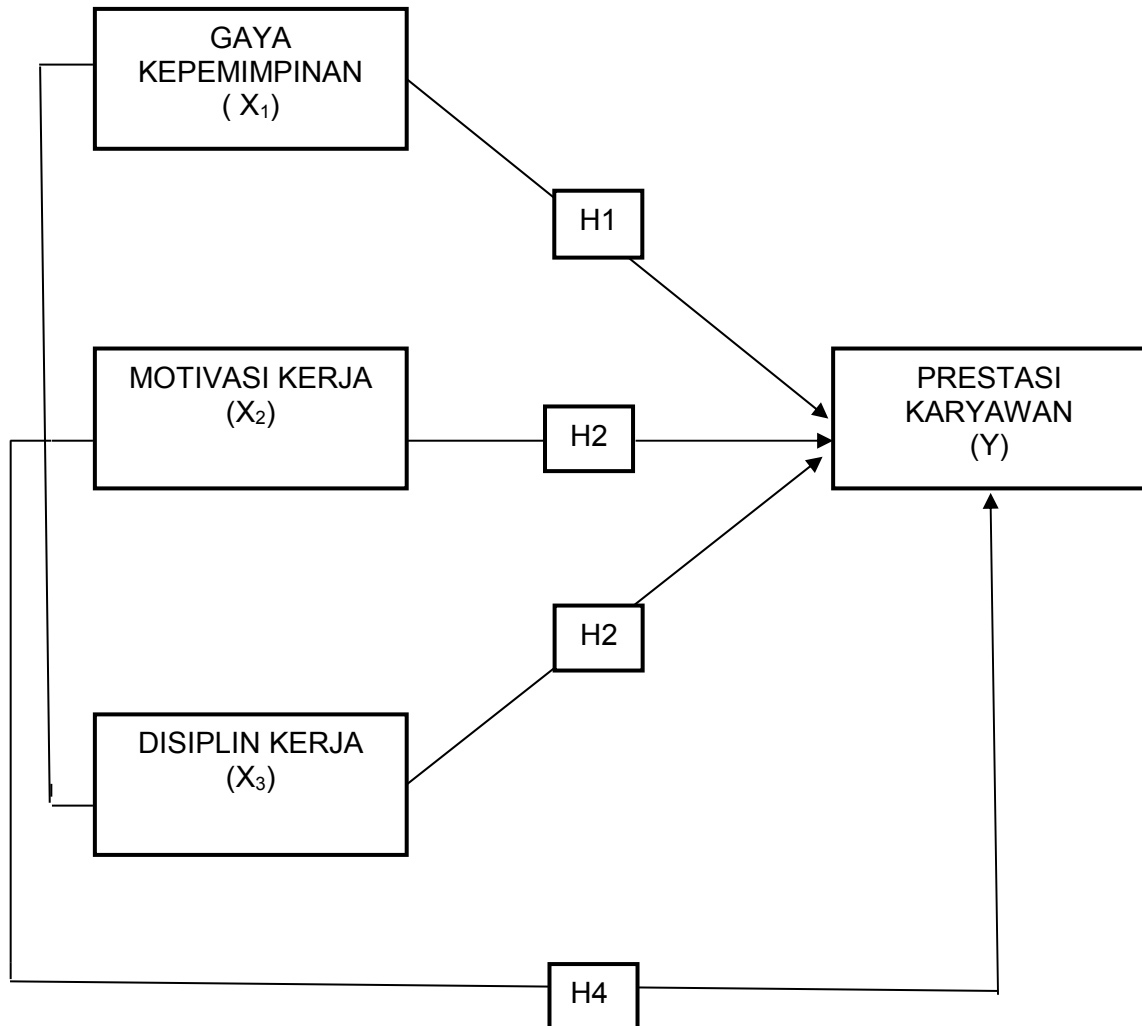 GAYA
KEPEMIMPINAN
( X₁)
H1
MOTIVASI KERJA
(X₂)
H2
PRESTASI
KARYAWAN
(Y)
H2
DISIPLIN KERJA
(X₃)
H4